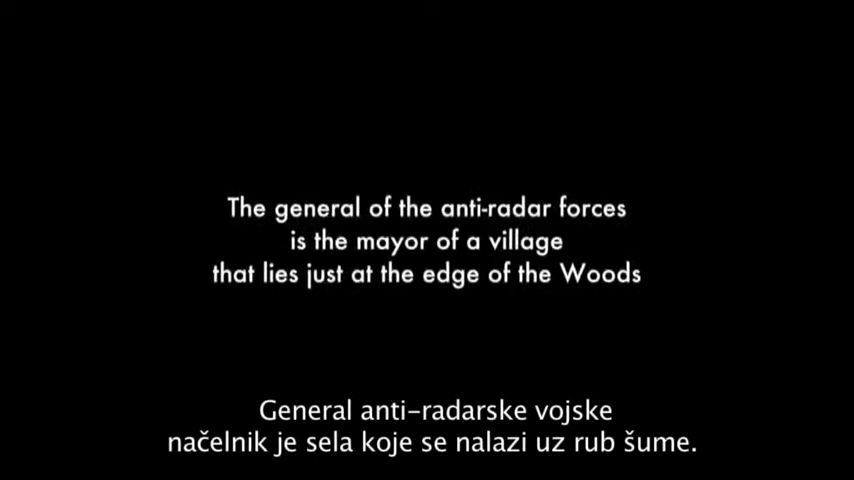 The general of the anti-radar forces
is the mayor of a village
that lies just at the edge of the Woods
General anti-radarske vojske
načelnik je sela koje se nalazi uz rub šume.